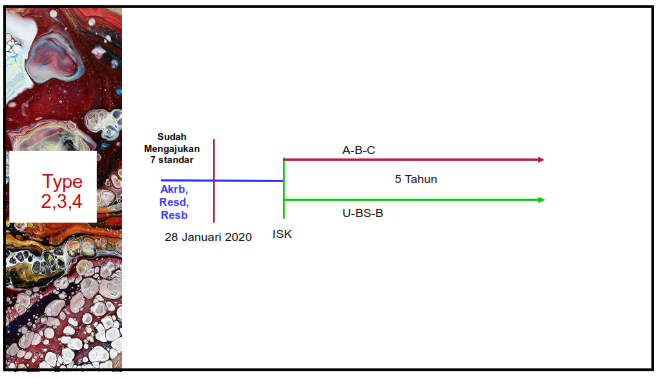 Type
2,3,4
Sudah
Mengajukan
7 standar
Akrb,
Resd,
Resb
28 Januari 2020
ISK
A-B-C
5 Tahun
U-BS-B